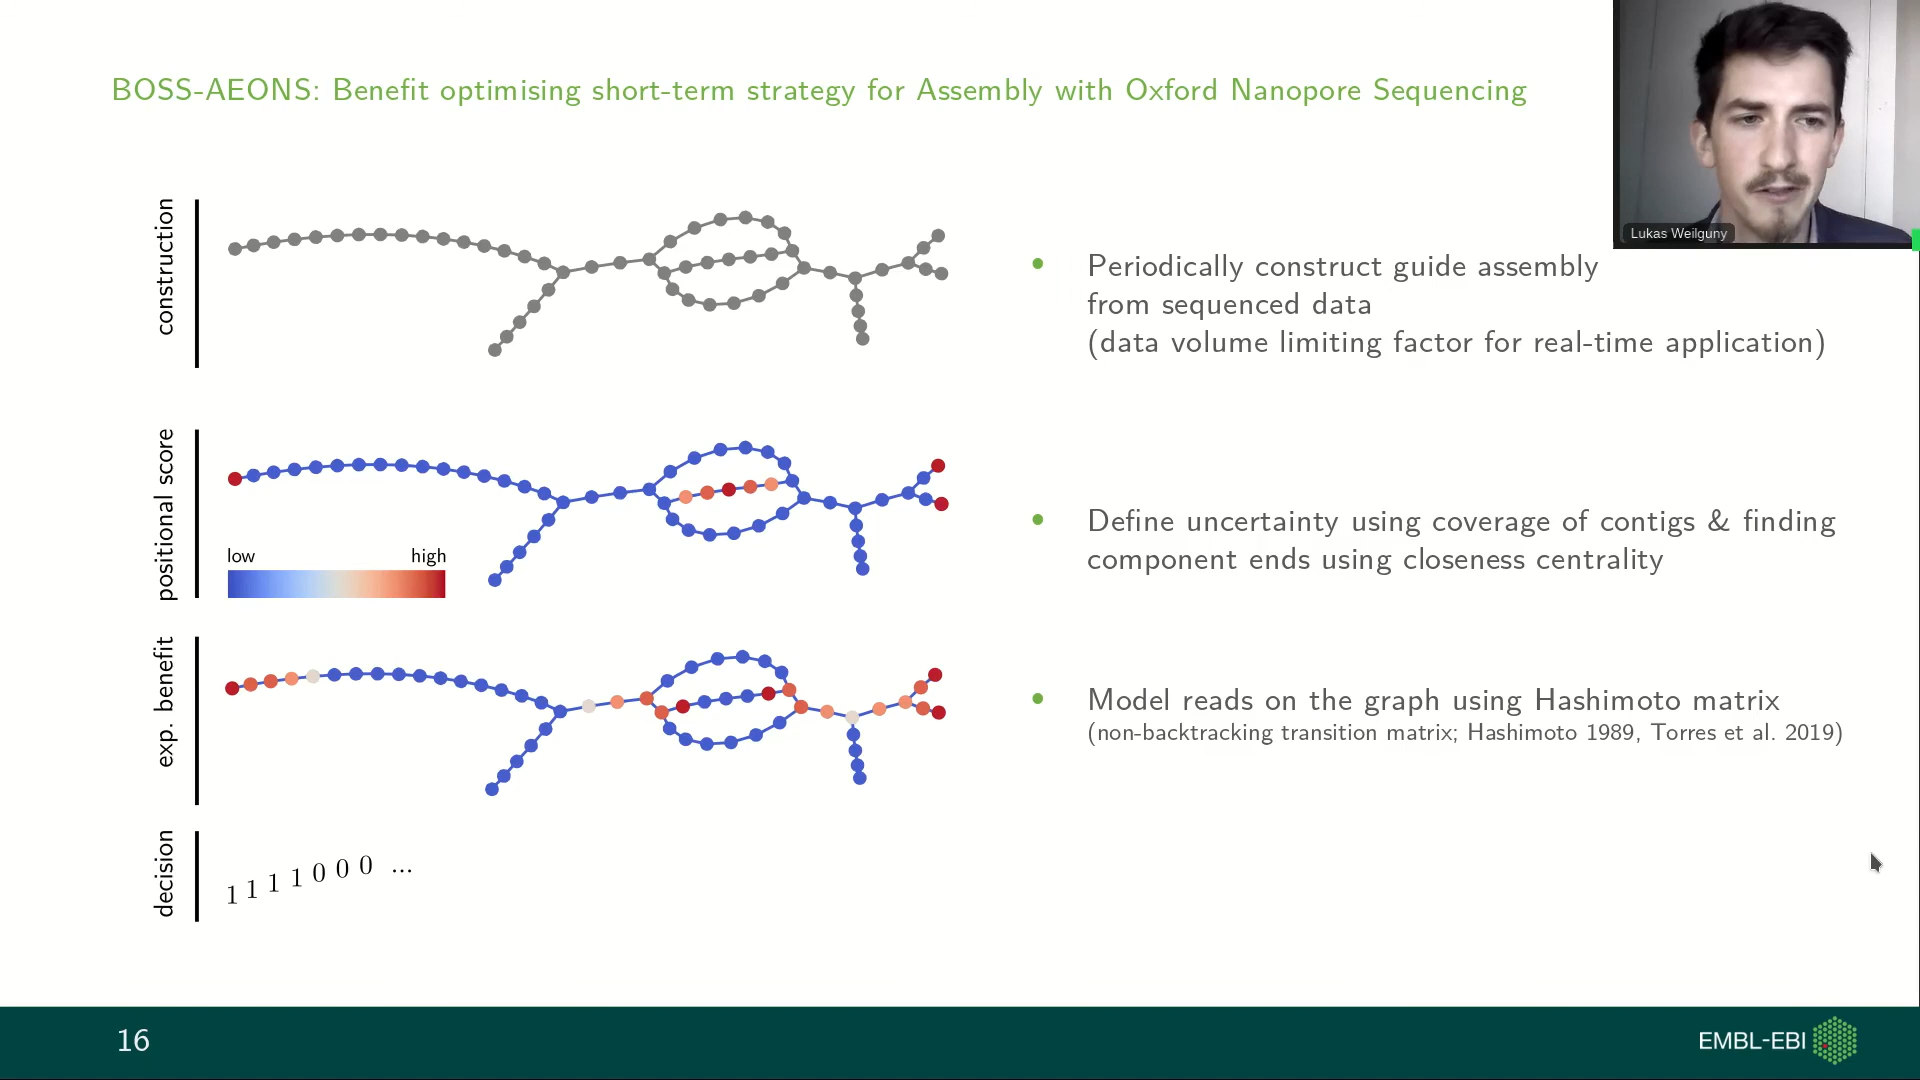 BOSS-AEONS: Benefit optimising short-term strategy for Assembly with Oxford Nanopore Sequencing
Lukas Weilguny
construction
Periodically construct guide assembly
from sequenced data
(data volume limiting factor for real-time application)
positional score
low high
Define uncertainty using coverage of contigs & finding
component ends using closeness centrality
exp. benefit
Model reads on the graph using Hashimoto matrix
(non-backtracking transition matrix; Hashimoto 1989, Torres et al. 2019)
decision
1 1 1 1 0 0 0 ...
16
EMBL-EBI